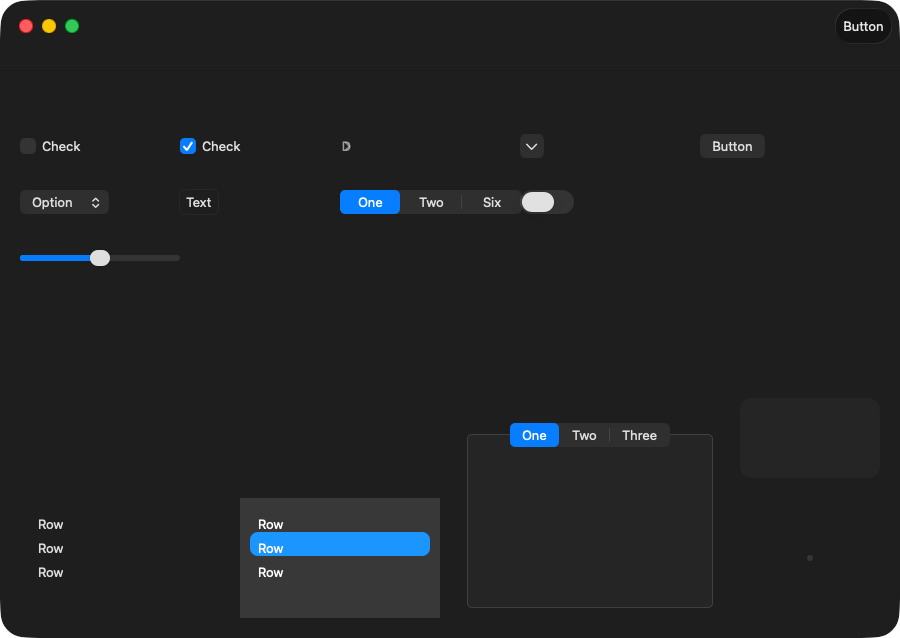 Button
Check
Check
Button
Option
Text
One
Two
Six
One
Two
Three
Row
Row
Row
Row
Row
Row